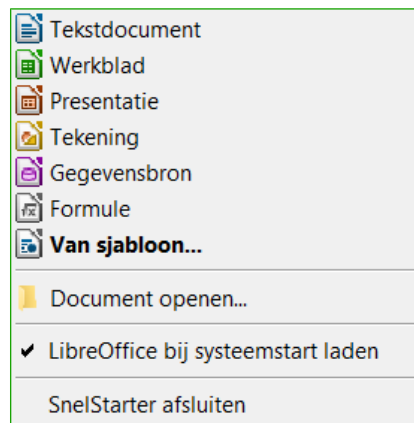 Tekstdocument
Werkblad
Presentatie
Tekening
Gegevensbron
Formule
Van sjabloon...
Document openen...
LibreOffice bij systeemstart laden
SnelStarter afsluiten